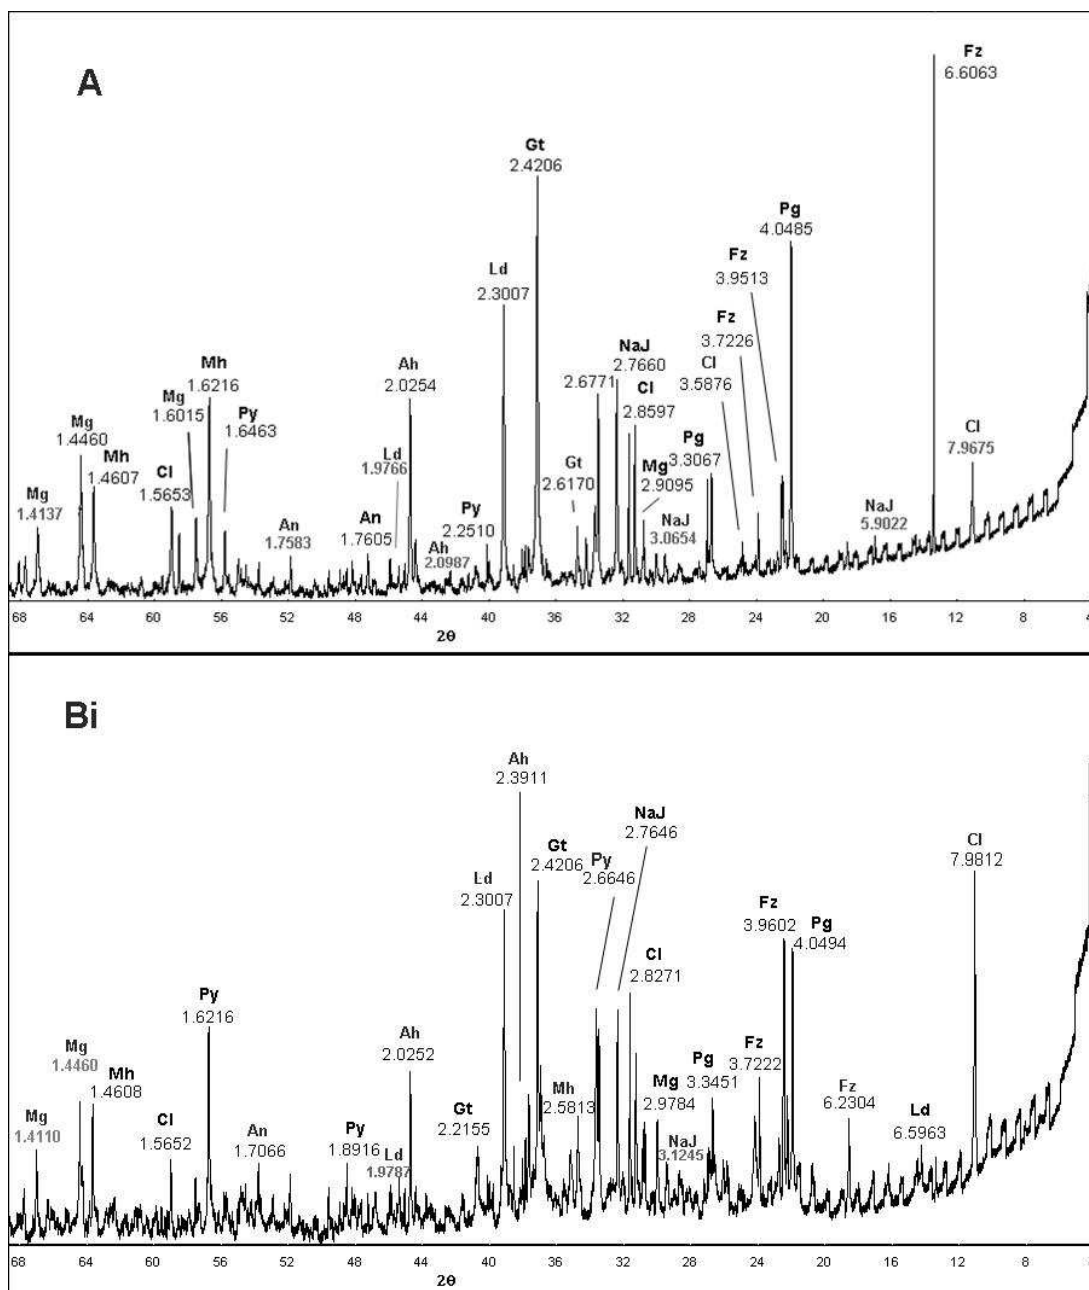 A
Fz
6.6063
Gt
2.4206
Pg
4.0485
Fz
3.9513
Ld
2.3007
Fz
3.7226
NaJ
2.7660
Cl
3.5876
2.6771
Cl
2.8597
Ah
2.0254
Mh
1.6216
Mg
1.6015
Py
1.6463
Mg
1.4460
Mh
1.4607
Cl
1.5653
Ld
1.9766
Gt
2.6170
Mg
2.9095
Pg
3.3067
Cl
7.9675
Mg
1.4137
An
1.7583
An
1.7605
Ah
2.0987
Py
2.2510
NaJ
3.0654
NaJ
5.9022
68 64 60 56 52 48 44 40 36 32 28 24 20 16 12 8 4
2θ
Bi
Ah
2.3911
NaJ
2.7646
Gt
2.4206
Py
2.6646
Cl
7.9812
Ld
2.3007
Fz
3.9602
Pg
4.0494
Cl
2.8271
Py
1.6216
Ah
2.0252
Mg
1.4460
Mh
1.4608
Mh
2.5813
Mg
2.9784
Pg
3.3451
Fz
3.7222
Fz
6.2304
Mg
1.4110
Cl
1.5652
An
1.7066
Py
1.8916
Ld
1.9787
Gt
2.2155
NaJ
3.1245
Ld
6.5963
68 64 60 56 52 48 44 40 36 32 28 24 20 16 12 8
2θ